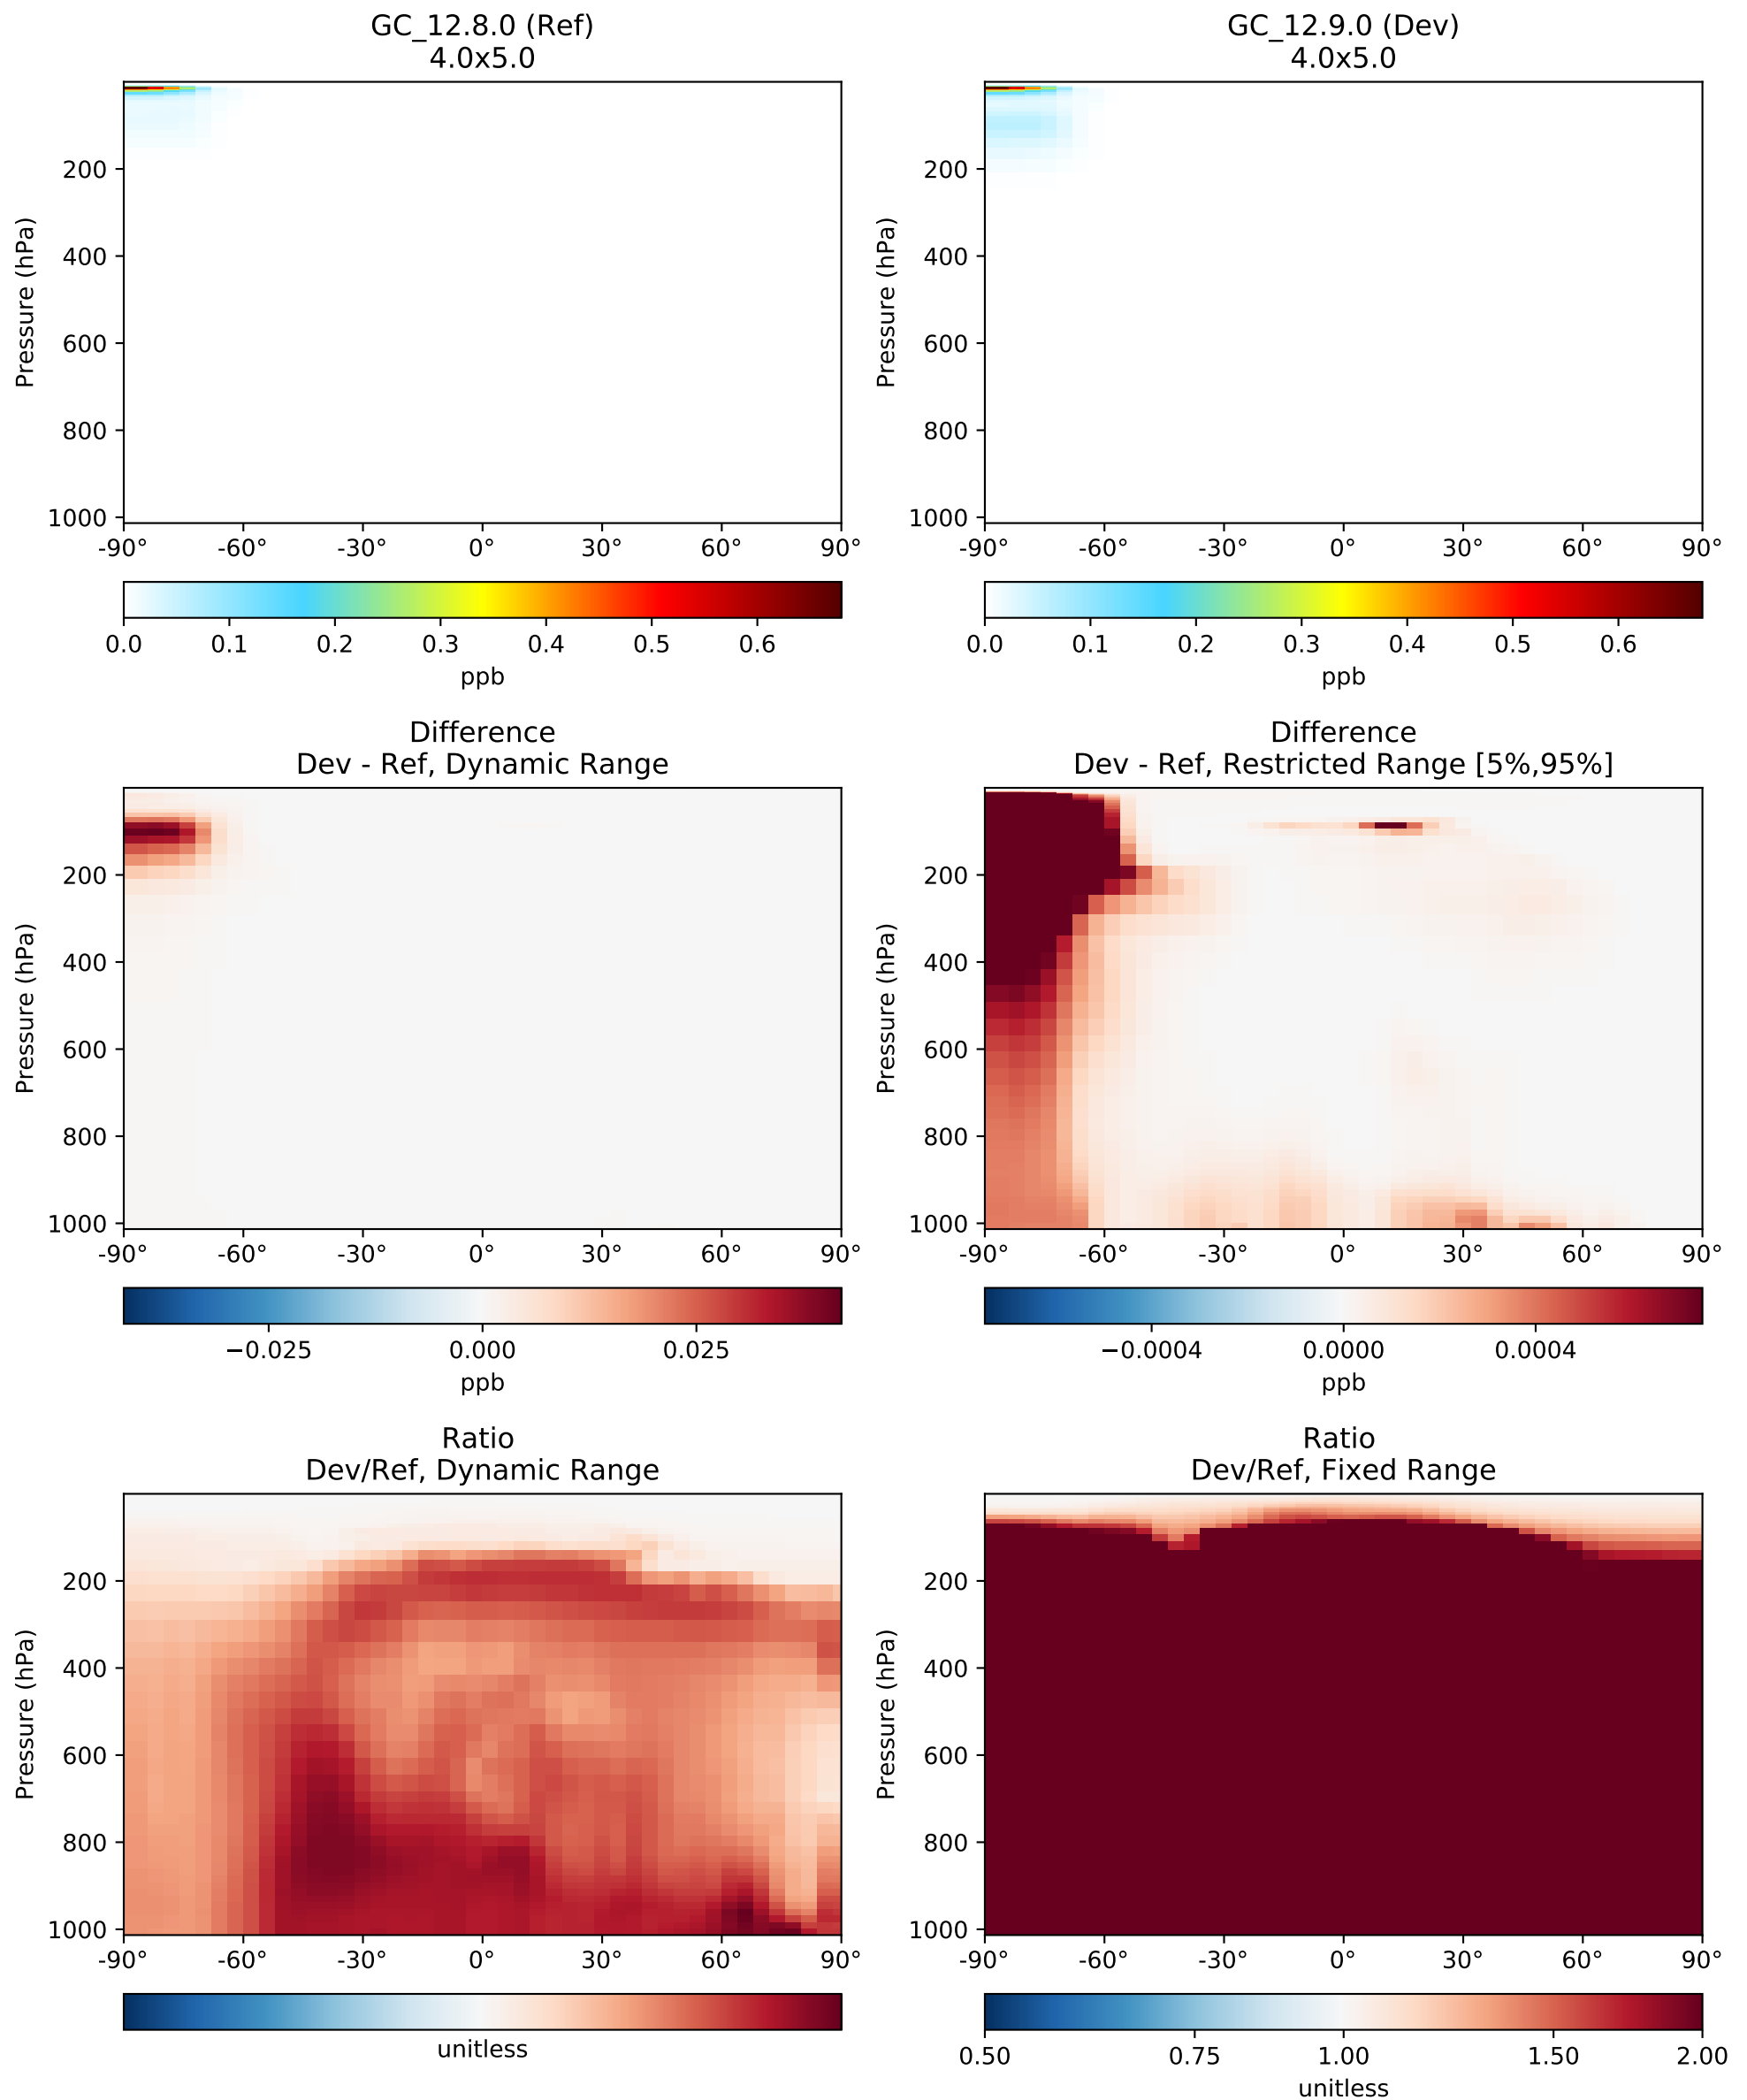 GC_12.8.0 (Ref)
4.0x5.0
Pressure (hPa)
200
400
600
800
1000
-90° -60° -30° 0° 30° 60° 90°
0.0 0.1 0.2 0.3 0.4 0.5 0.6
ppb
GC_12.9.0 (Dev)
4.0x5.0
Pressure (hPa)
200
400
600
800
1000
-90° -60° -30° 0° 30° 60° 90°
0.0 0.1 0.2 0.3 0.4 0.5 0.6
ppb
Difference
Dev - Ref, Dynamic Range
Pressure (hPa)
200
400
600
800
1000
-90° -60° -30° 0° 30° 60° 90°
−0.025 0.000 0.025
ppb
Difference
Dev - Ref, Restricted Range [5%,95%]
Pressure (hPa)
200
400
600
800
1000
-90° -60° -30° 0° 30° 60° 90°
−0.0004 0.0000 0.0004
ppb
Ratio
Dev/Ref, Dynamic Range
Pressure (hPa)
200
400
600
800
1000
-90° -60° -30° 0° 30° 60° 90°
unitless
Ratio
Dev/Ref, Fixed Range
Pressure (hPa)
200
400
600
800
1000
-90° -60° -30° 0° 30° 60° 90°
0.50 0.75 1.00 1.50 2.00
unitless